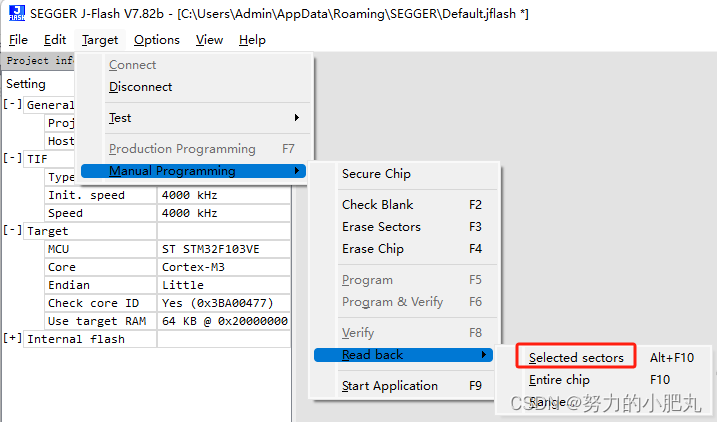 SEGGER J-Flash V7.82b - [C:\Users\Admin\AppData\Roaming\SEGGER\Default.jflash *]
File Edit Target Options View Help
Project info
Setting
[-] General
Proj
Host
[-] TIF
Type
Init. speed 4000 kHz
Speed 4000 kHz
[-] Target
MCU ST STM32F103VE
Core Cortex-M3
Endian Little
Check core ID Yes (0x3BA00477)
Use target RAM 64 KB @ 0x20000000
[+] Internal flash
Connect
Disconnect
Test
Production Programming F7
Manual Programming
Secure Chip
Check Blank F2
Erase Sectors F3
Erase Chip F4
Program F5
Program & Verify F6
Verify F8
Read back
Start Application F9
Selected sectors Alt+F10
Entire chip F10
Range...
CSDN @努力的小肥丸